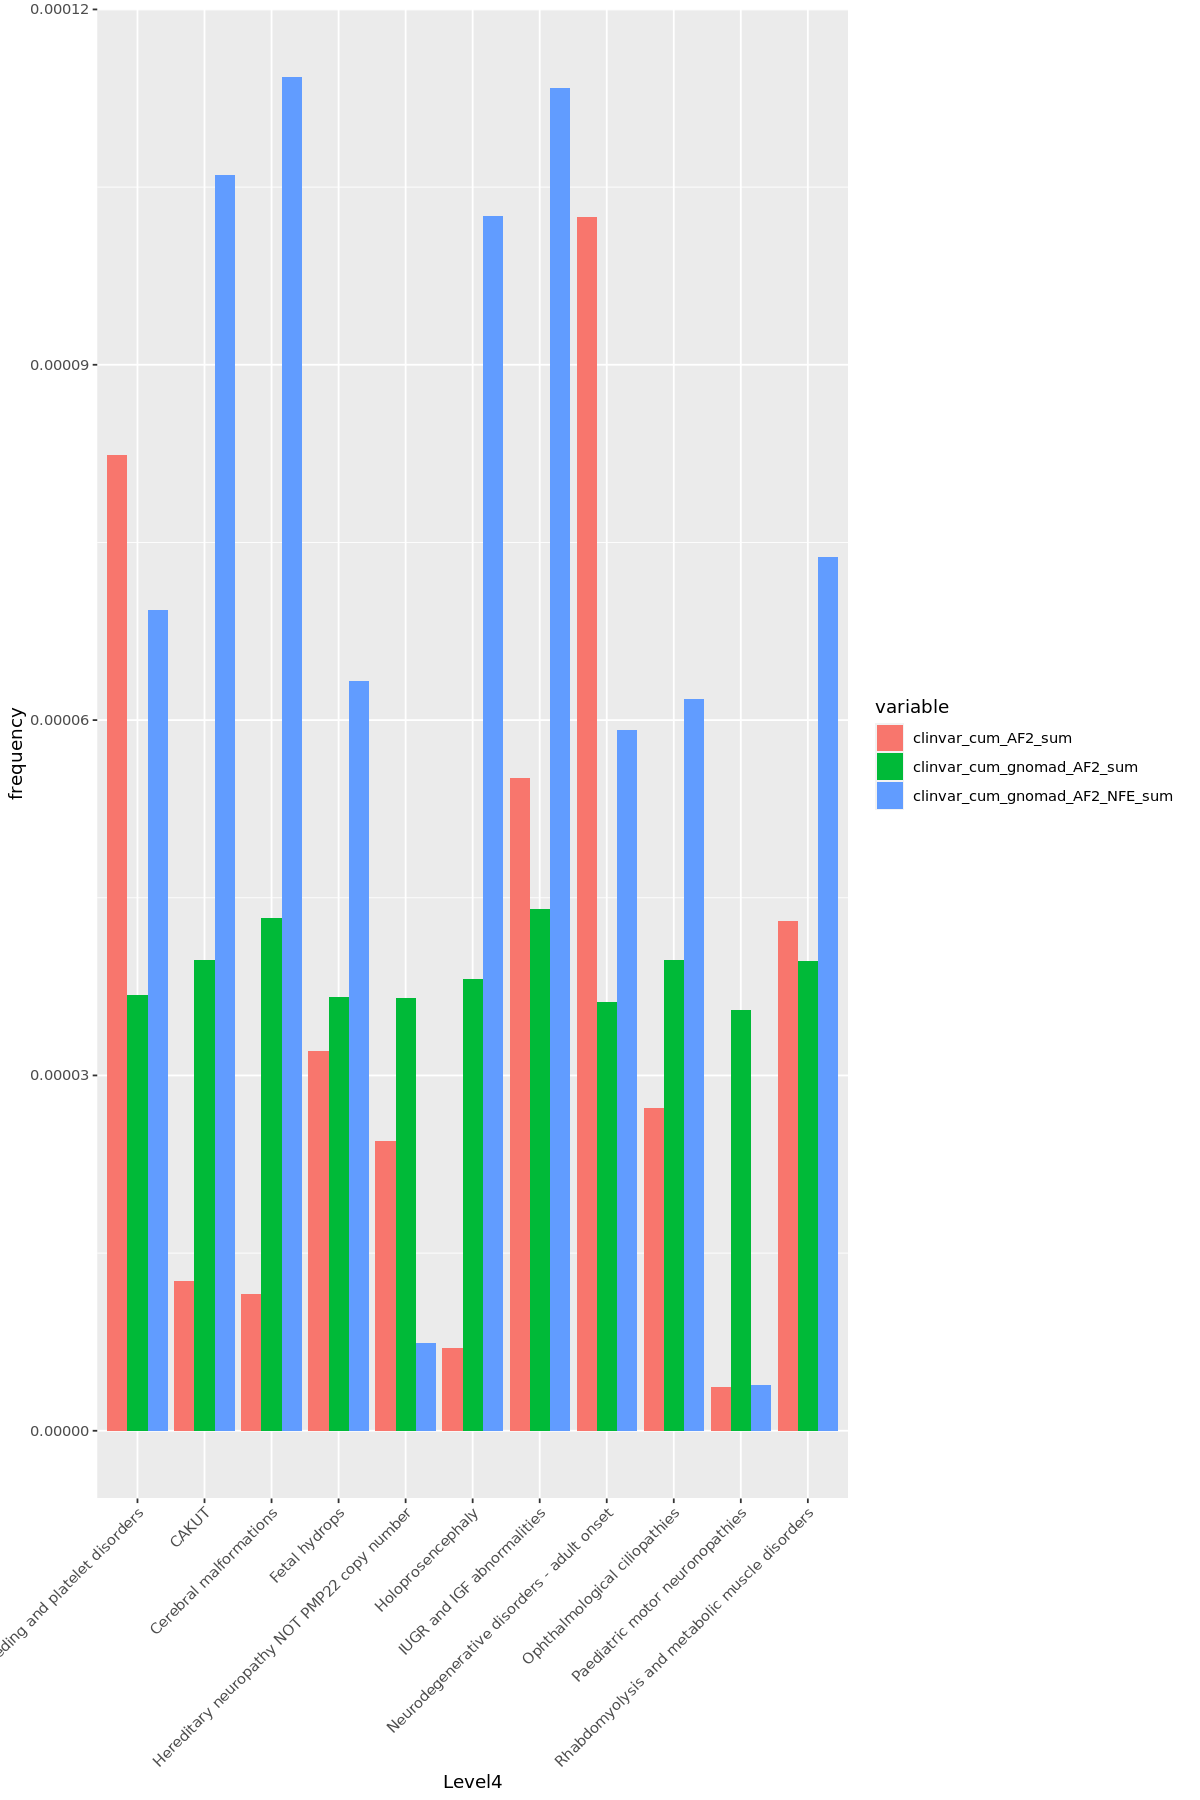 0.00012
0.00009
0.00006
0.00003
0.00000
frequency
and platelet disorders
CAKUT
Cerebral malformations
Fetal hydrops
Hereditary neuropathy NOT PMP22 copy number
Holoprosencephaly
IUGR and IGF abnormalities
Neurodegenerative disorders - adult onset
Ophthalmological ciliopathies
Paediatric motor neuronopathies
Rhabdomyolysis and metabolic muscle disorders
Level4
variable
clinvar_cum_AF2_sum
clinvar_cum_gnomad_AF2_sum
clinvar_cum_gnomad_AF2_NFE_sum